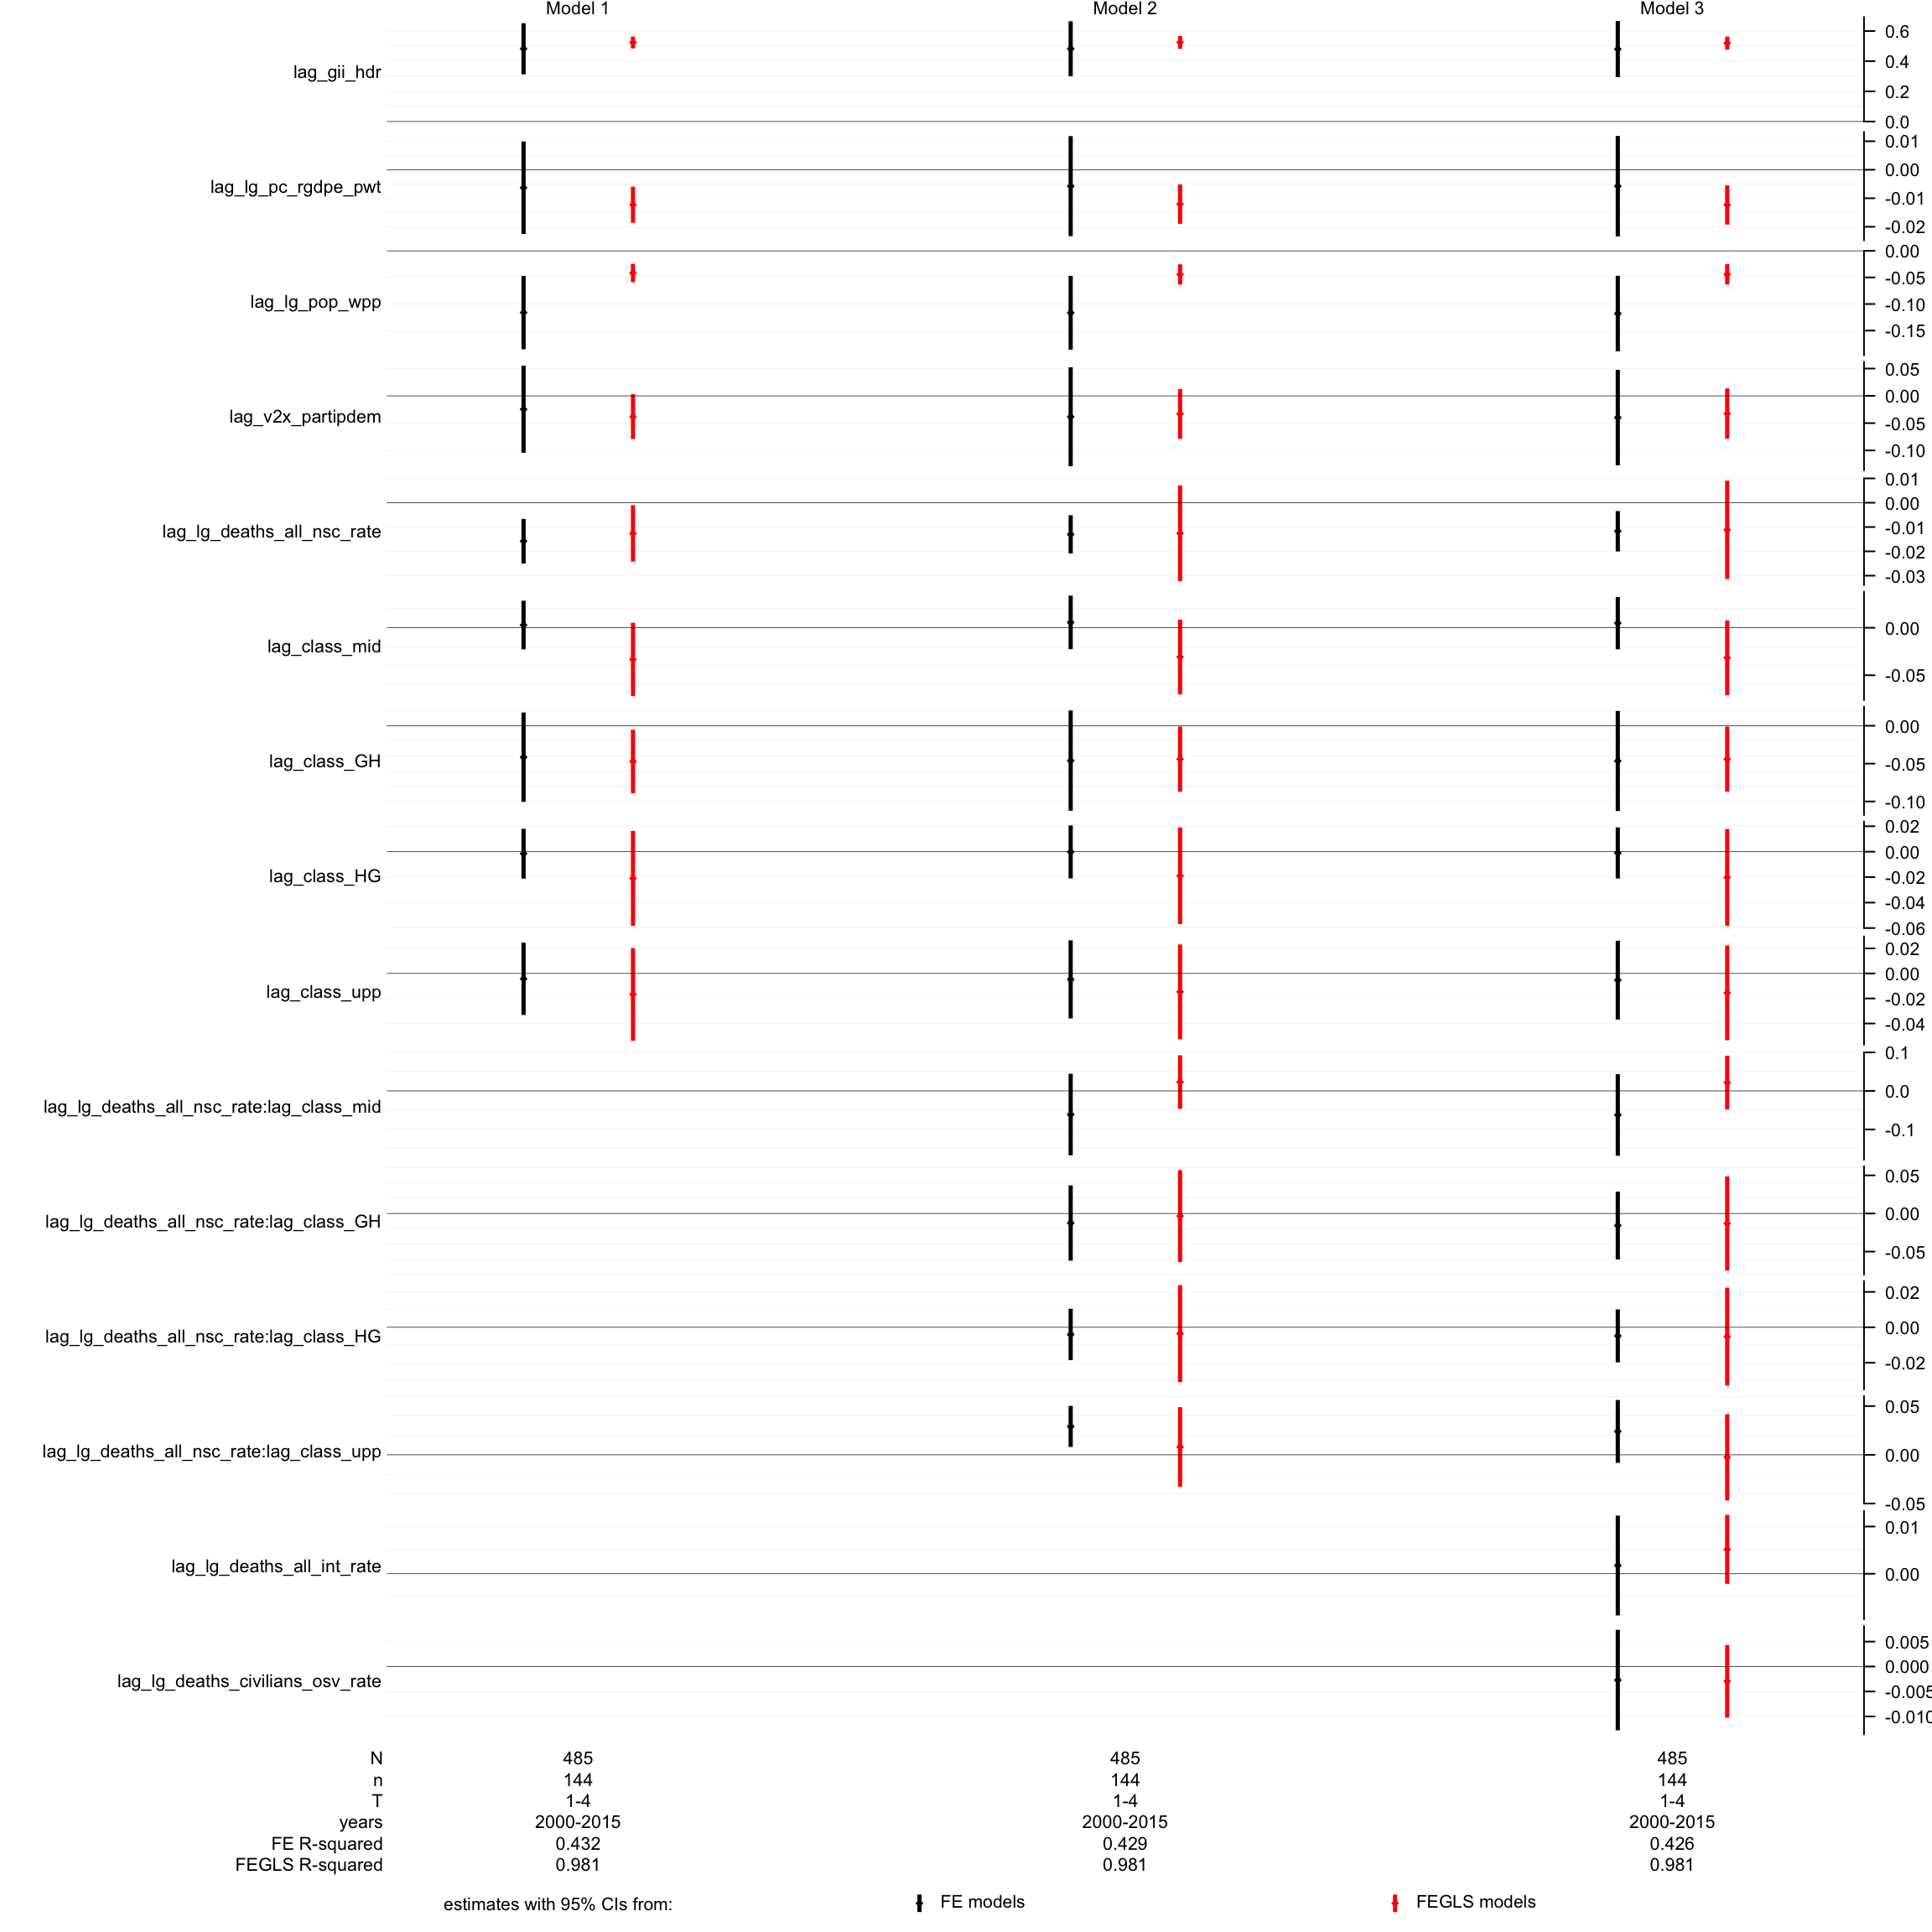 Model 1 Model 2 Model 3
lag_gii_hdr
0.6
0.4
0.2
0.0
lag_lg_pc_rgdpe_pwt
0.01
0.00
-0.01
-0.02
lag_lg_pop_wpp
0.00
-0.05
-0.10
-0.15
lag_v2x_partipdem
0.05
0.00
-0.05
-0.10
lag_lg_deaths_all_nsc_rate
0.01
0.00
-0.01
-0.02
-0.03
lag_class_mid
0.00
-0.05
lag_class_GH
0.00
-0.05
-0.10
lag_class_HG
0.02
0.00
-0.02
-0.04
-0.06
lag_class_upp
0.02
0.00
-0.02
-0.04
lag_lg_deaths_all_nsc_rate:lag_class_mid
0.1
0.0
-0.1
lag_lg_deaths_all_nsc_rate:lag_class_GH
0.05
0.00
-0.05
lag_lg_deaths_all_nsc_rate:lag_class_HG
0.02
0.00
-0.02
lag_lg_deaths_all_nsc_rate:lag_class_upp
0.05
0.00
-0.05
lag_lg_deaths_all_int_rate
0.01
0.00
lag_lg_deaths_civilians_osv_rate
0.005
0.000
-0.005
-0.010
N 485 485 485
n 144 144 144
T 1-4 1-4 1-4
years 2000-2015 2000-2015 2000-2015
FE R-squared 0.432 0.429 0.426
FEGLS R-squared 0.981 0.981 0.981
estimates with 95% CIs from: FE models FEGLS models